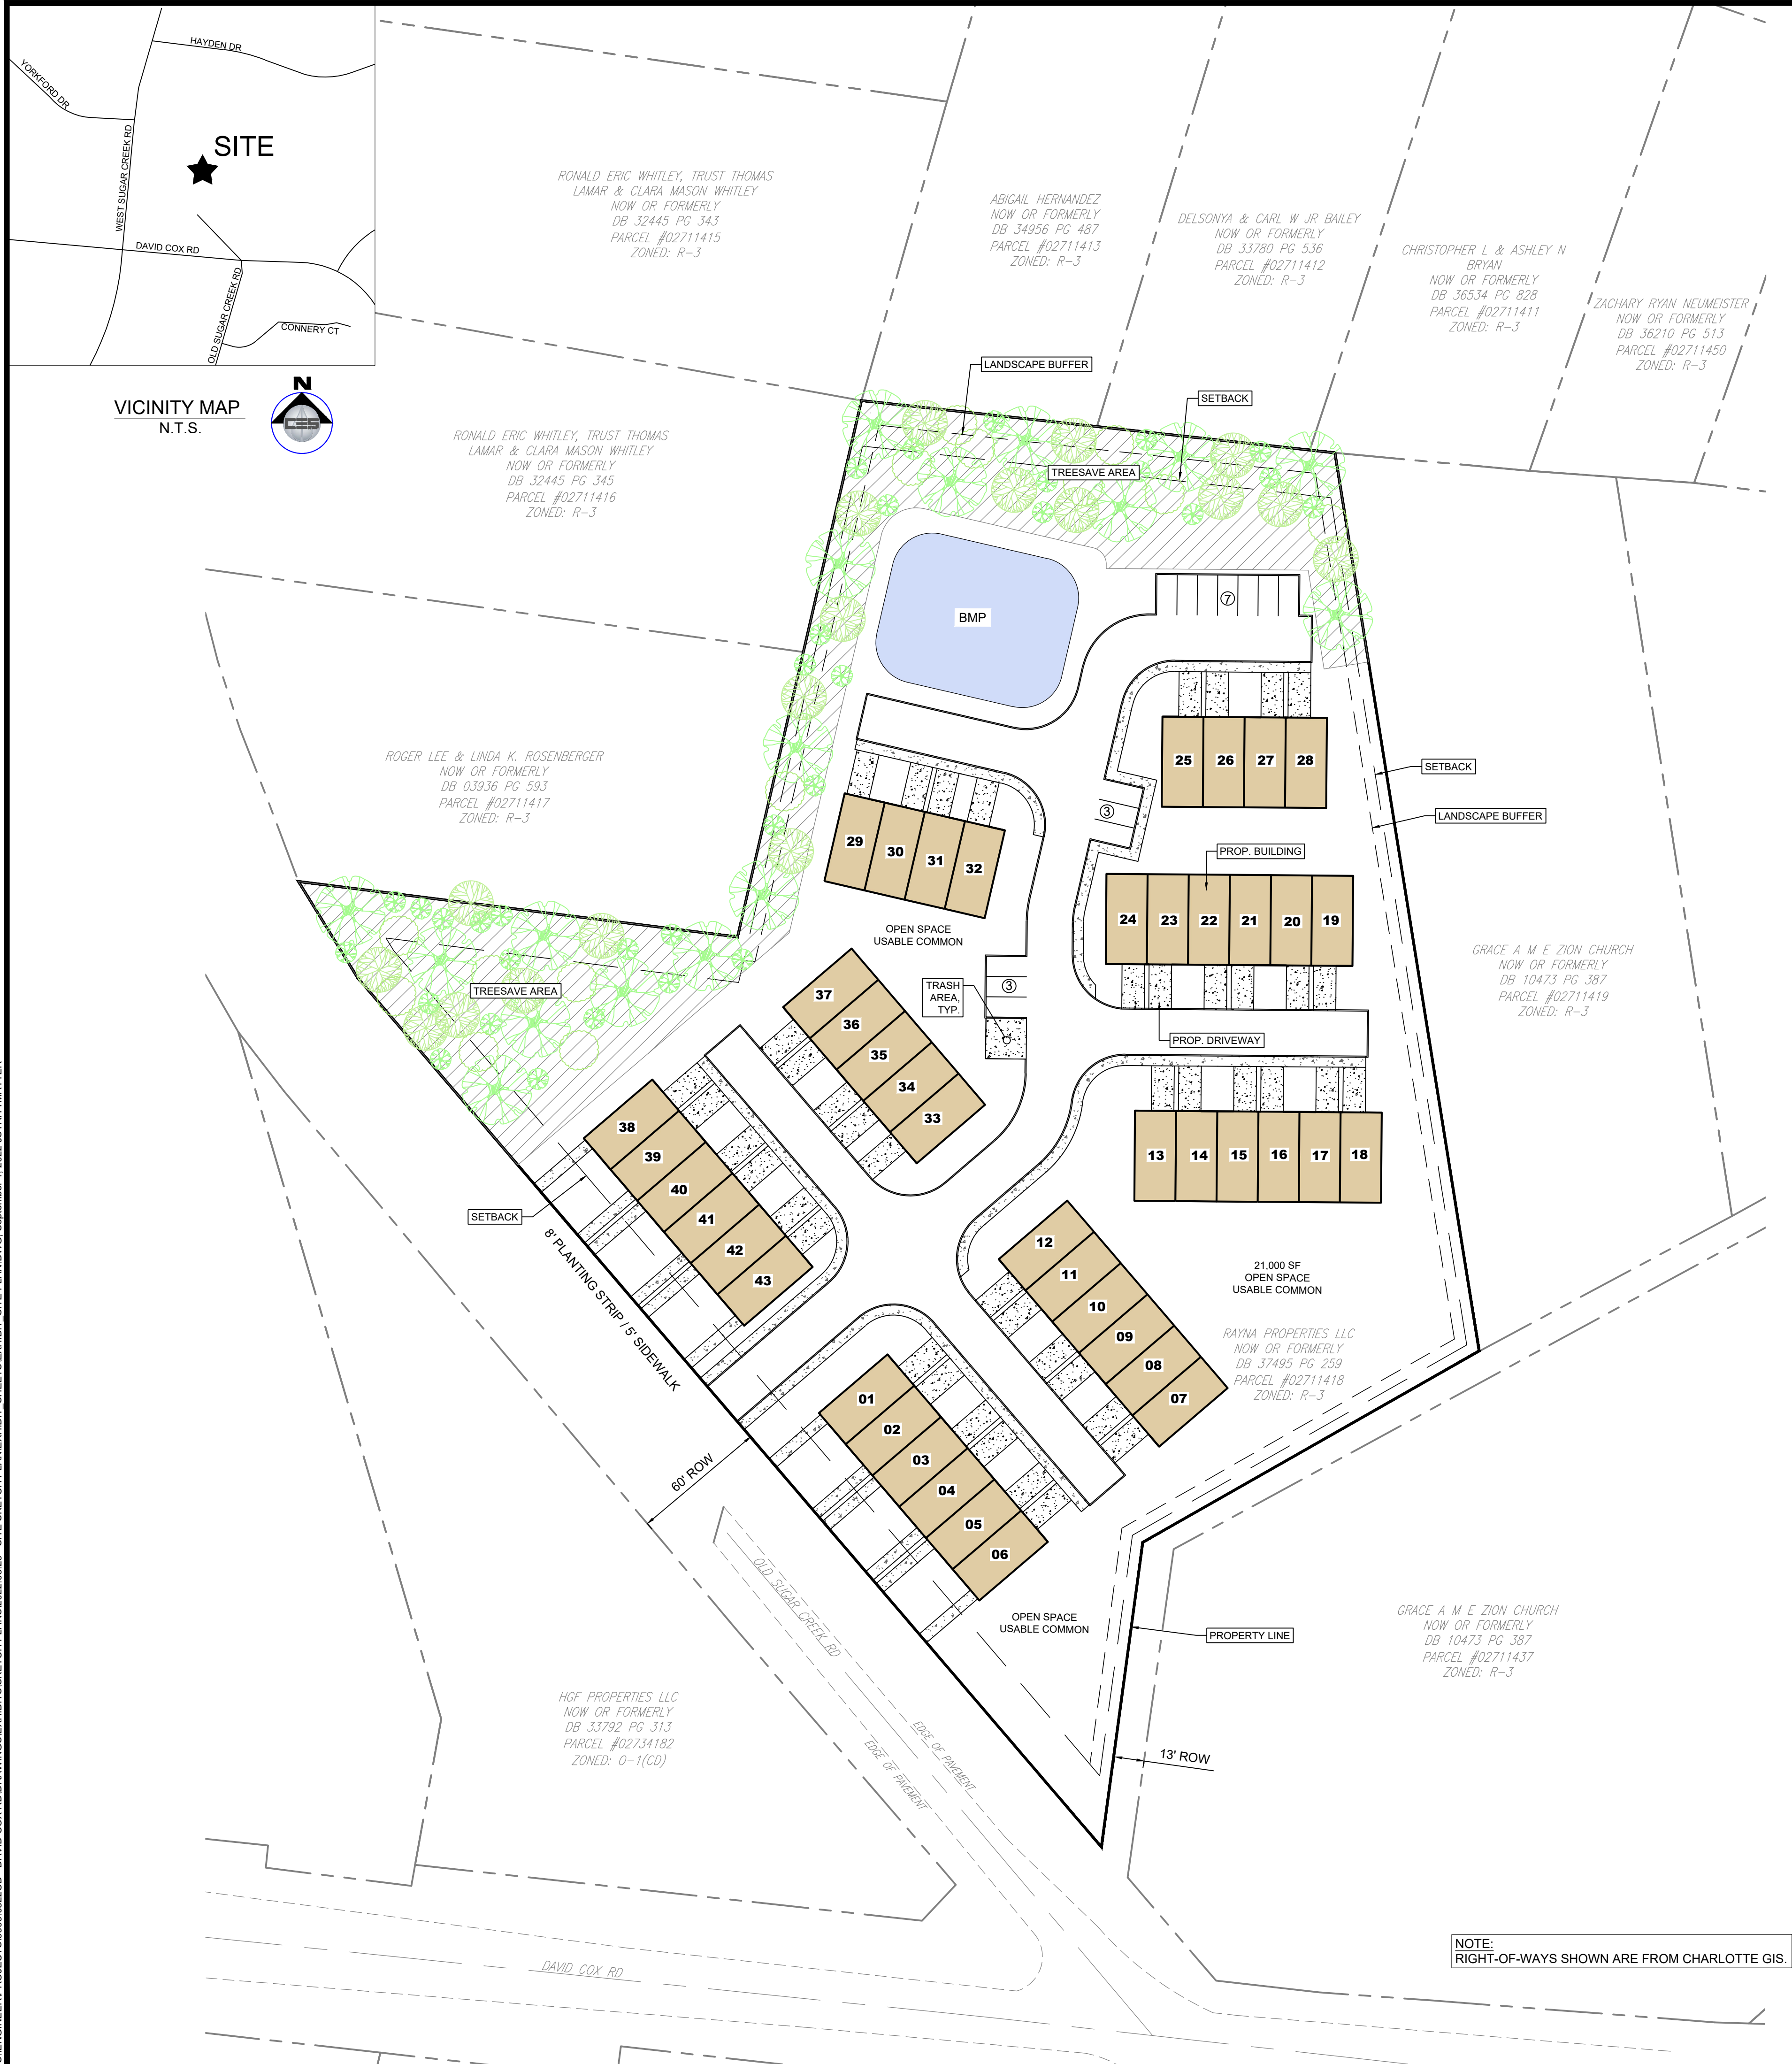 HAYDEN DR
YORKFORD DR
WEST SUGAR CREEK RD
SITE
DAVID COX RD
OLD SUGAR CREEK RD
CONNERY CT
VICINITY MAP
N.T.S.
N
CES
RONALD ERIC WHITLEY, TRUST THOMAS
LAMAR & CLARA MASON WHITLEY
NOW OR FORMERLY
DB 32445 PG 343
PARCEL #02711415
ZONED: R-3
ABIGAIL HERNANDEZ
NOW OR FORMERLY
DB 34956 PG 487
PARCEL #02711413
ZONED: R-3
DELSONYA & CARL W JR BAILEY
NOW OR FORMERLY
DB 33780 PG 536
PARCEL #02711412
ZONED: R-3
CHRISTOPHER L & ASHLEY N
BRYAN
NOW OR FORMERLY
DB 36534 PG 828
PARCEL #02711411
ZONED: R-3
ZACHARY RYAN NEUMEISTER
NOW OR FORMERLY
DB 36210 PG 513
PARCEL #02711450
ZONED: R-3
RONALD ERIC WHITLEY, TRUST THOMAS
LAMAR & CLARA MASON WHITLEY
NOW OR FORMERLY
DB 32445 PG 345
PARCEL #02711416
ZONED: R-3
LANDSCAPE BUFFER
SETBACK
TREESAVE AREA
BMP
7
ROGER LEE & LINDA K. ROSENBERGER
NOW OR FORMERLY
DB 03936 PG 593
PARCEL #02711417
ZONED: R-3
25
26
27
28
SETBACK
LANDSCAPE BUFFER
3
29
30
31
32
PROP. BUILDING
24
23
22
21
20
19
OPEN SPACE
USABLE COMMON
GRACE A M E ZION CHURCH
NOW OR FORMERLY
DB 10473 PG 387
PARCEL #02711419
ZONED: R-3
TREESAVE AREA
TRASH
AREA,
TYP.
3
PROP. DRIVEWAY
37
36
35
34
33
38
39
40
41
42
43
13
14
15
16
17
18
SETBACK
8' PLANTING STRIP / 5' SIDEWALK
12
11
10
09
08
07
21,000 SF
OPEN SPACE
USABLE COMMON
RAYNA PROPERTIES LLC
NOW OR FORMERLY
DB 37495 PG 259
PARCEL #02711418
ZONED: R-3
01
02
03
04
05
06
60' ROW
OLD SUGAR CREEK RD
OPEN SPACE
USABLE COMMON
PROPERTY LINE
GRACE A M E ZION CHURCH
NOW OR FORMERLY
DB 10473 PG 387
PARCEL #02711437
ZONED: R-3
HGF PROPERTIES LLC
NOW OR FORMERLY
DB 33792 PG 313
PARCEL #02734182
ZONED: O-1(CD)
EDGE OF PAVEMENT
EDGE OF PAVEMENT
13' ROW
DAVID COX RD
NOTE:
RIGHT-OF-WAYS SHOWN ARE FROM CHARLOTTE GIS.